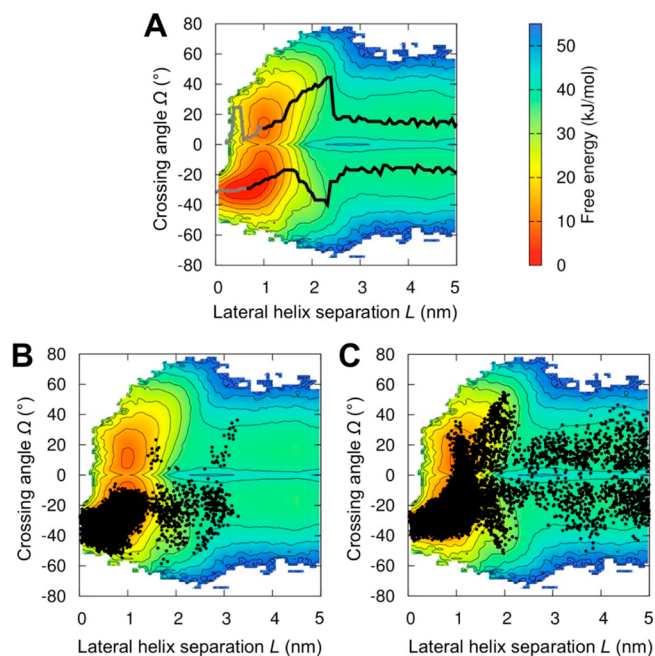 A
80
60
40
20
0
-20
-40
-60
-80
Crossing angle Ω (°)
0 1 2 3 4 5
Lateral helix separation L (nm)
50
40
30
20
10
0
Free energy (kJ/mol)
B
80
60
40
20
0
-20
-40
-60
-80
Crossing angle Ω (°)
0 1 2 3 4 5
Lateral helix separation L (nm)
C
80
60
40
20
0
-20
-40
-60
-80
Crossing angle Ω (°)
0 1 2 3 4 5
Lateral helix separation L (nm)